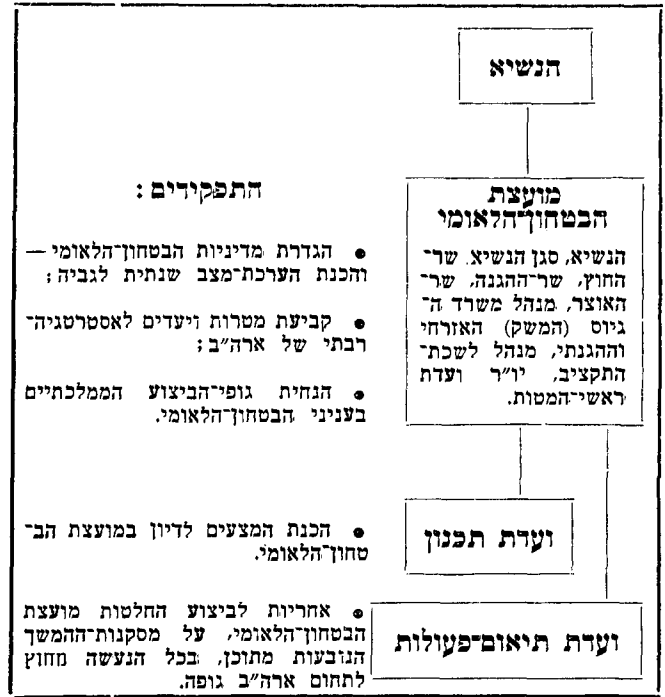 הנשיא
מועצת
הבטחון־הלאומי
הנשיא, סגן הנשיא. שר־
החוץ, שר־ההגנה, שר־
האוצר, מנהל משרד ה־
גיוס (המשק) האזרחי
וההגנתי, מנהל לשכת־
התקציב, יו״ר ועדת
ראשי־המטות.
התפקידים:
• הגדרת מדיניות הבטחון־הלאומי —
והכנת הערכת־מצב שנתית לגביה;
• קביעת מטרות ויעדים לאסטרטגיה־
רבתי של ארה״ב;
• הנחית גופי־הביצוע הממלכתיים
בעניני הבטחון־הלאומי.
ועדת תכנון
• הכנת המצעים לדיון במועצת הב־
טחון־הלאומי.
ועדת תיאום־פעולות
• אחריות לביצוע החלטות מועצת
הבטחון־הלאומי, על מסקנות־ההמשך
הנובעות מתוכן, בכל הנעשה מחוץ
לתחום ארה״ב גופה.